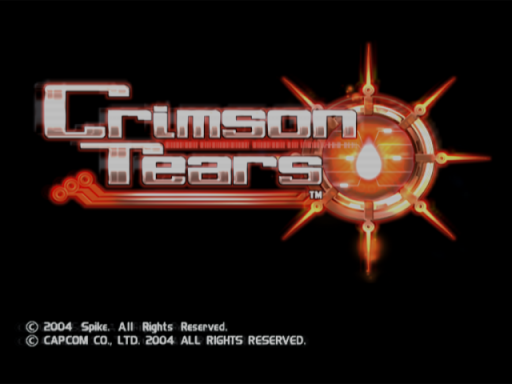 Crimson
Tears
TM
© 2004 Spike. All Rights Reserved.
© CAPCOM CO., LTD. 2004 ALL RIGHTS RESERVED.